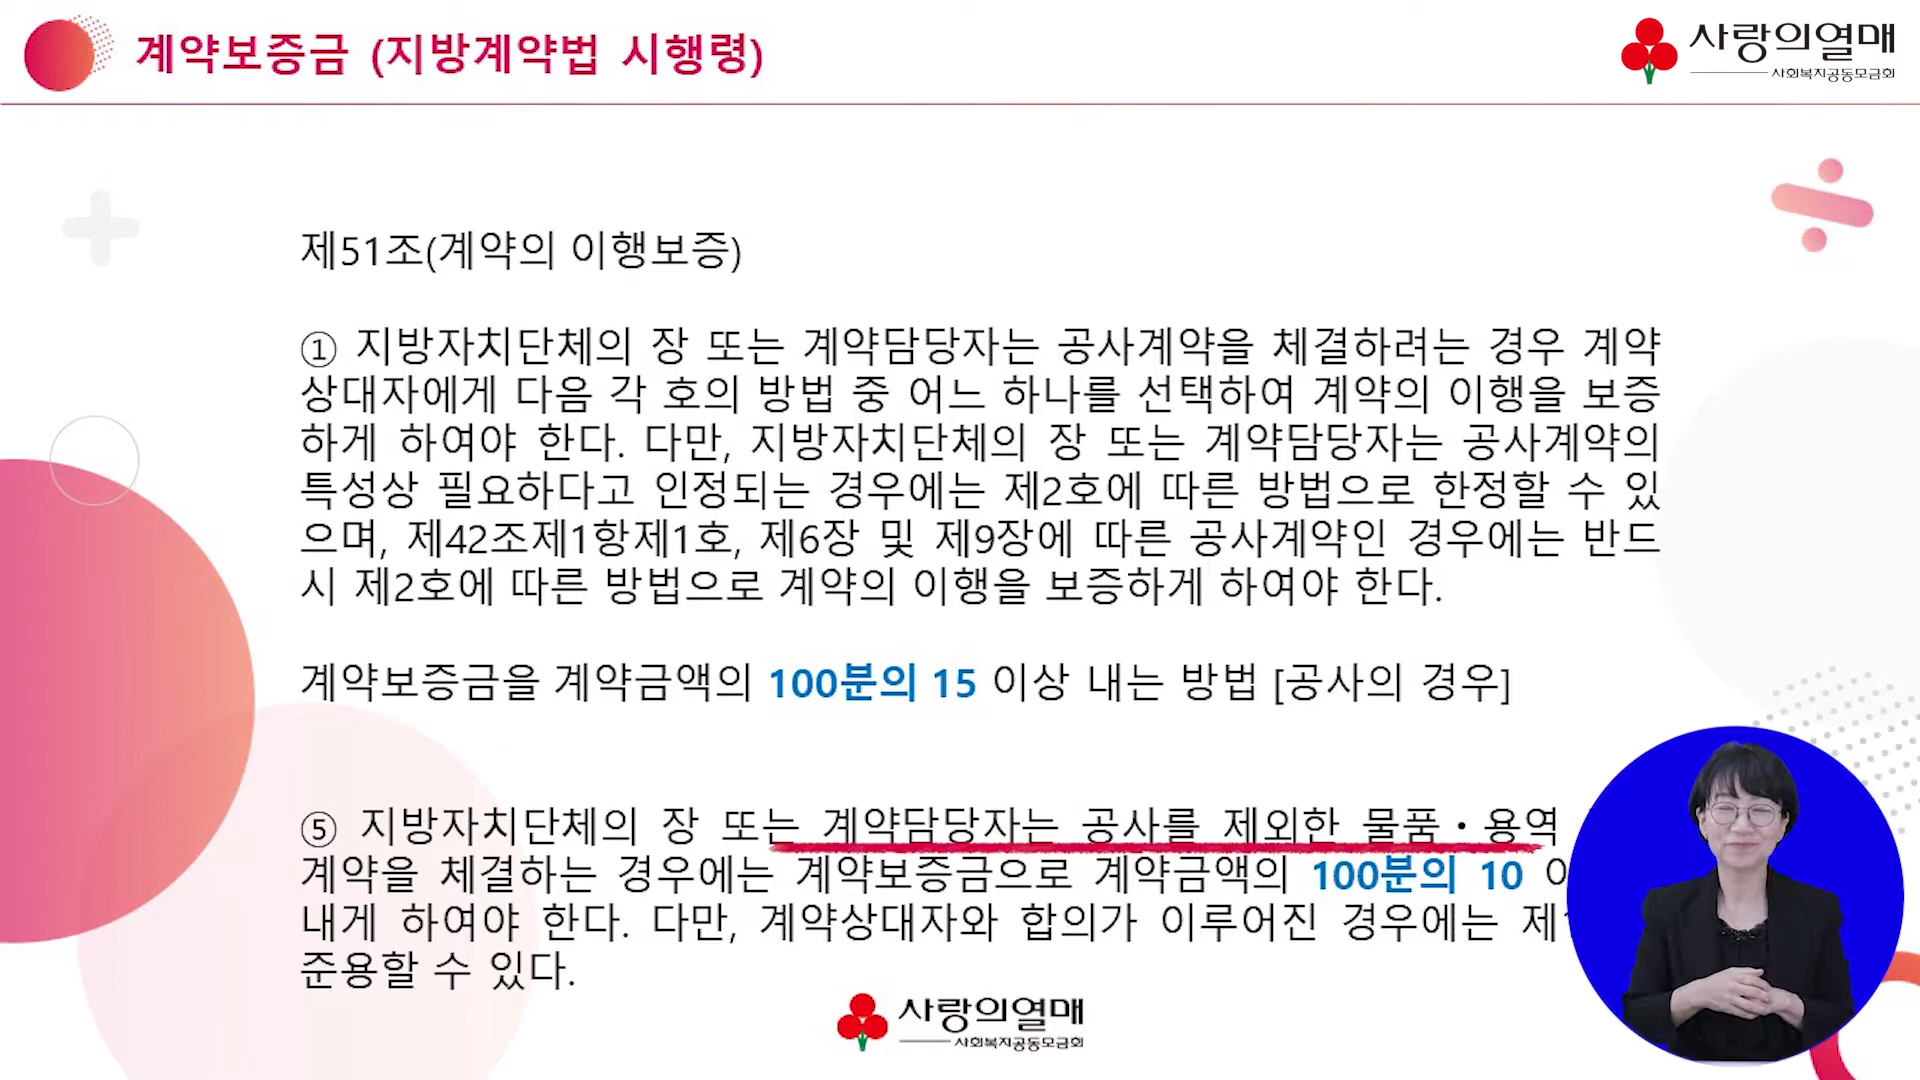 계약보증금 (지방계약법 시행령)
사랑의열매
사회복지공동모금회
제51조(계약의 이행보증)
① 지방자치단체의 장 또는 계약담당자는 공사계약을 체결하려는 경우 계약
상대자에게 다음 각 호의 방법 중 어느 하나를 선택하여 계약의 이행을 보증
하게 하여야 한다. 다만, 지방자치단체의 장 또는 계약담당자는 공사계약의
특성상 필요하다고 인정되는 경우에는 제2호에 따른 방법으로 한정할 수 있
으며, 제42조제1항제1호, 제6장 및 제9장에 따른 공사계약인 경우에는 반드
시 제2호에 따른 방법으로 계약의 이행을 보증하게 하여야 한다.
계약보증금을 계약금액의 100분의 15 이상 내는 방법 [공사의 경우]
⑤ 지방자치단체의 장 또는 계약담당자는 공사를 제외한 물품·용역
계약을 체결하는 경우에는 계약보증금으로 계약금액의 100분의 10
내게 하여야 한다. 다만, 계약상대자와 합의가 이루어진 경우에는
준용할 수 있다.
사랑의열매
사회복지공동모금회